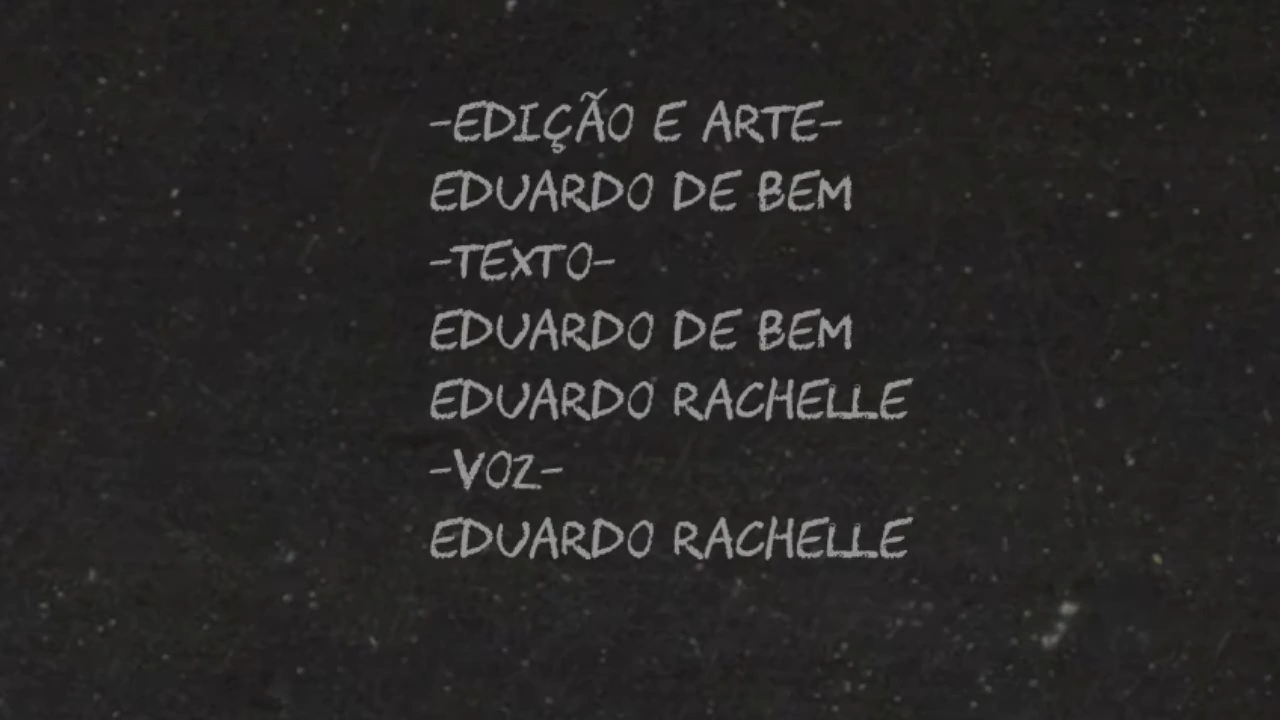 -EDIÇÃO E ARTE-
EDUARDO DE BEM
-TEXTO-
EDUARDO DE BEM
EDUARDO RACHELLE
-VOZ-
EDUARDO RACHELLE